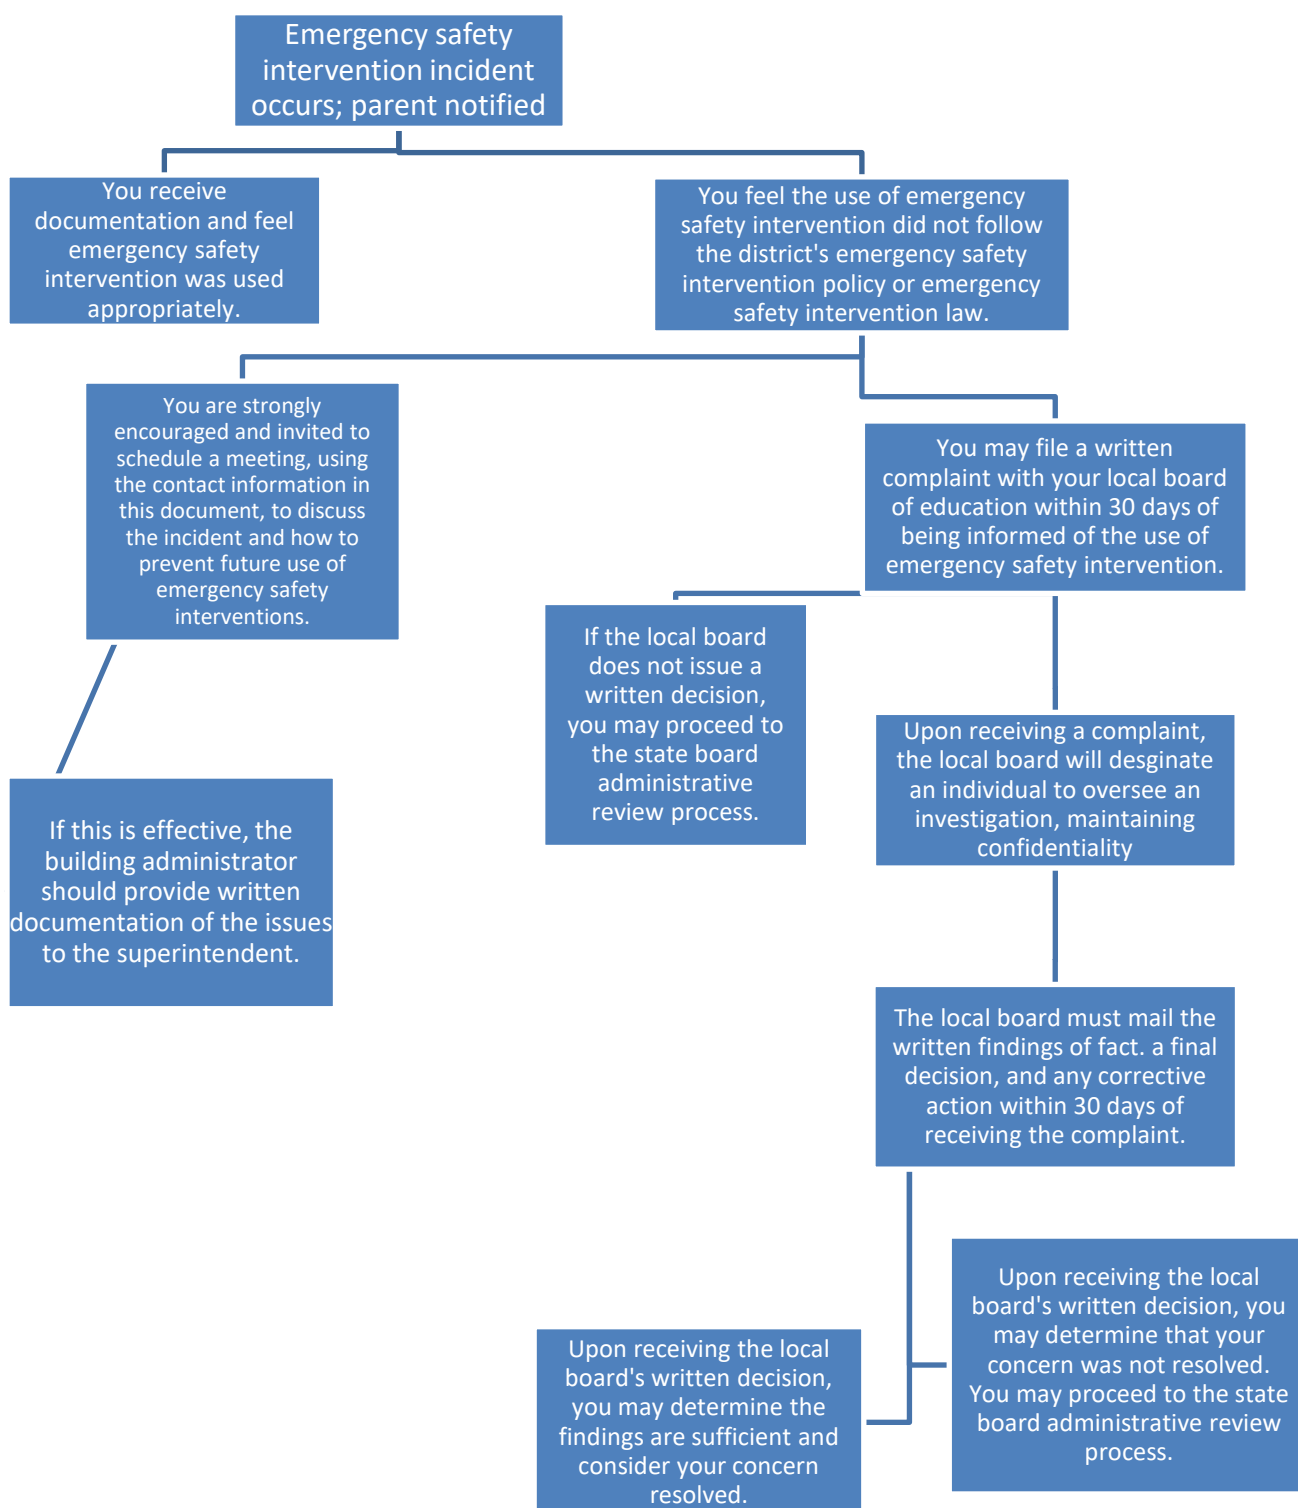 Emergency safety
intervention incident
occurs; parent notified
You receive
documentation and feel
emergency safety
intervention was used
appropriately.
You feel the use of emergency
safety intervention did not follow
the district's emergency safety
intervention policy or emergency
safety intervention law.
You are strongly
encouraged and invited to
schedule a meeting, using
the contact information in
this document, to discuss
the incident and how to
prevent future use of
emergency safety
interventions.
You may file a written
complaint with your local board
of education within 30 days of
being informed of the use of
emergency safety intervention.
If the local board
does not issue a
written decision,
you may proceed to
the state board
administrative
review process.
Upon receiving a complaint,
the local board will desginate
an individual to oversee an
investigation, maintaining
confidentiality
If this is effective, the
building administrator
should provide written
documentation of the issues
to the superintendent.
The local board must mail the
written findings of fact. a final
decision, and any corrective
action within 30 days of
receiving the complaint.
Upon receiving the local
board's written decision, you
may determine that your
concern was not resolved.
You may proceed to the state
board administrative review
process.
Upon receiving the local
board's written decision,
you may determine the
findings are sufficient and
consider your concern
resolved.